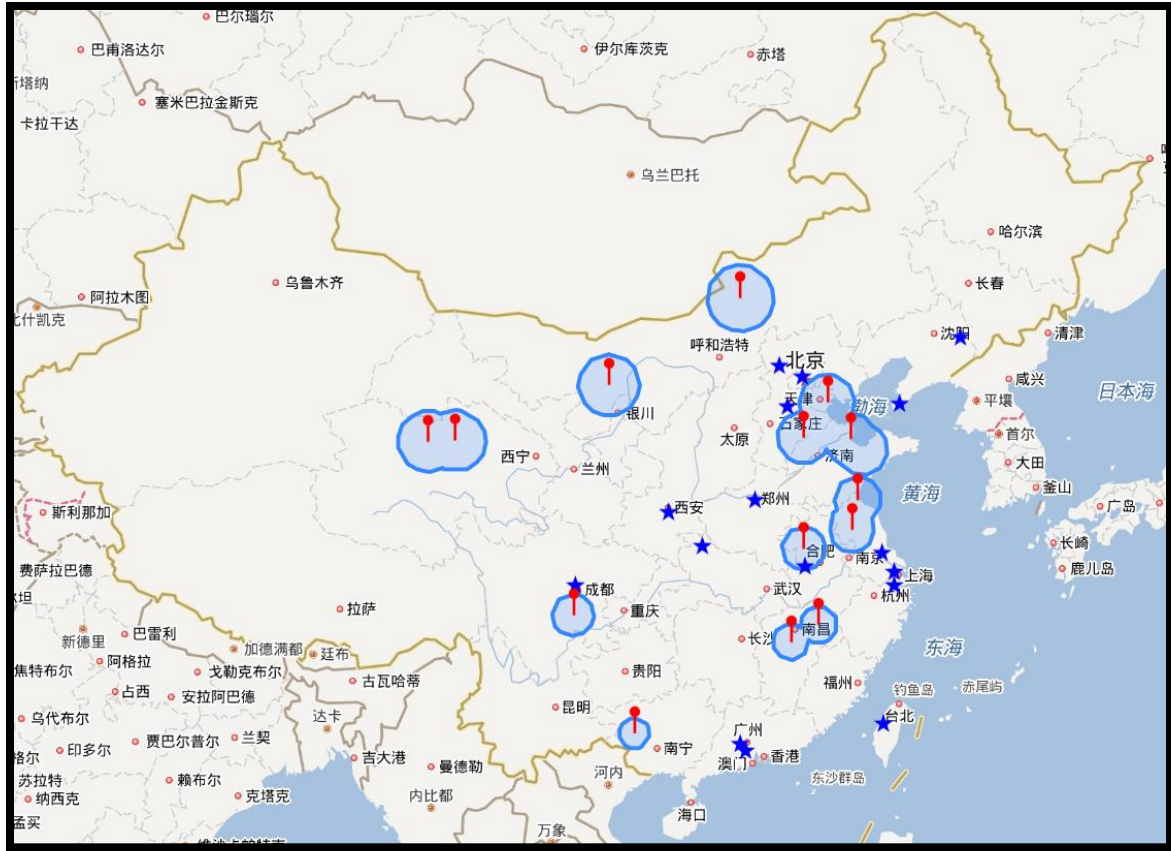 巴尔瑙尔
巴甫洛达尔
伊尔库茨克
赤塔
斯塔纳
塞米巴拉金斯克
卡拉干达
乌兰巴托
哈尔滨
乌鲁木齐
长春
阿拉木图
比什凯克
沈阳
清津
呼和浩特
北京
咸兴
日本海
天津
渤海
平壤
银川
石家庄
首尔
太原
济南
西宁
兰州
大田
釜山
黄海
郑州
广岛
西安
斯利那加
长崎
合肥
南京
费萨拉巴德
鹿儿岛
上海
成都
杭州
武汉
拉萨
重庆
新德里
巴雷利
南昌
长沙
东海
加德满都
廷布
阿格拉
焦特布尔
戈勒克布尔
贵阳
古瓦哈蒂
福州
钓鱼岛
赤尾屿
占西
安拉阿巴德
昆明
乌代布尔
达卡
台北
广州
贾巴尔普尔
兰契
印多尔
南宁
吉大港
香港
澳门
曼德勒
河内
东沙群岛
苏拉特
赖布尔
纳西克
克塔克
内比都
海口
孟买
万象